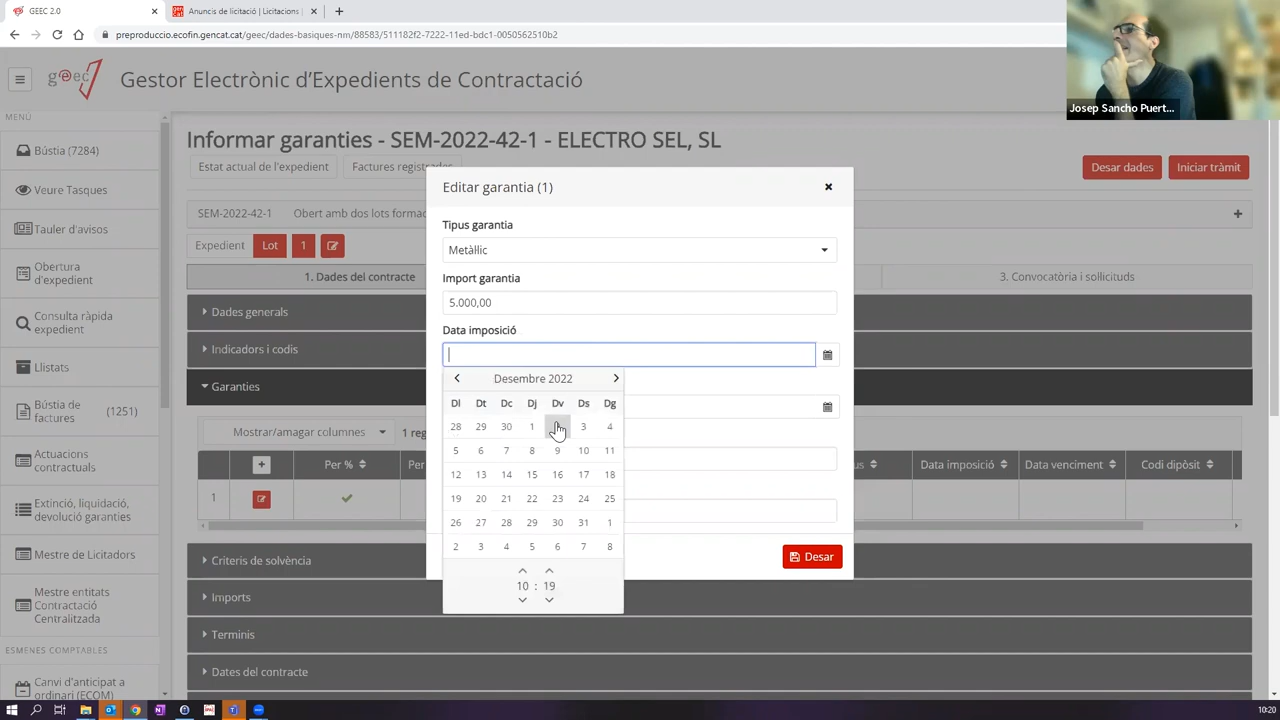 GEEC 2.0
Anuncis de licitació | Licitacions
preproduccio.ecofin.gencat.cat/geec/dades-basiques-nm/88583/511182f2-7222-11ed-bdc1-0050562510b2
geec
Gestor Electrònic d'Expedients de Contractació
Josep Sancho Puert...
MENÚ
Bústia (7284)
Veure Tasques
Tauler d'avisos
Obertura
d'expedient
Consulta ràpida
expedient
Llistats
Bústia de
factures
(1251)
Actuacions
contractuals
Extinció, liquidació,
devolució garanties
Mestre de Licitadors
Mestre entitats
Contractació
Centralitzada
ESMENES COMPTABLES
Canvi d'anticipat a
ordinari (ECOM)
Informar garanties - SEM-2022-42-1 - ELECTRO SEL, SL
Estat actual de l'expedient
Factures registrades
Desar dades
Iniciar tràmit
SEM-2022-42-1
Obert amb dos lots
Expedient
Lot
1
1. Dades del contracte
3. Convocatòria i sol·licituds
Dades generals
Indicadors i codis
Garanties
Mostrar/amagar columnes
Per %
Data imposició
Data venciment
Codi dipòsit
1
Criteris de solvència
Imports
Terminis
Dates del contracte
Editar garantia (1)
Tipus garantia
Metàl·lic
Import garantia
5.000,00
Data imposició
Desembre 2022
Dl Dt Dc Dj Dv Ds Dg
28 29 30 1 3 4
5 6 7 8 9 10 11
12 13 14 15 16 17 18
19 20 21 22 23 24 25
26 27 28 29 30 31 1
2 3 4 5 6 7 8
10 : 19
Desar
10:20